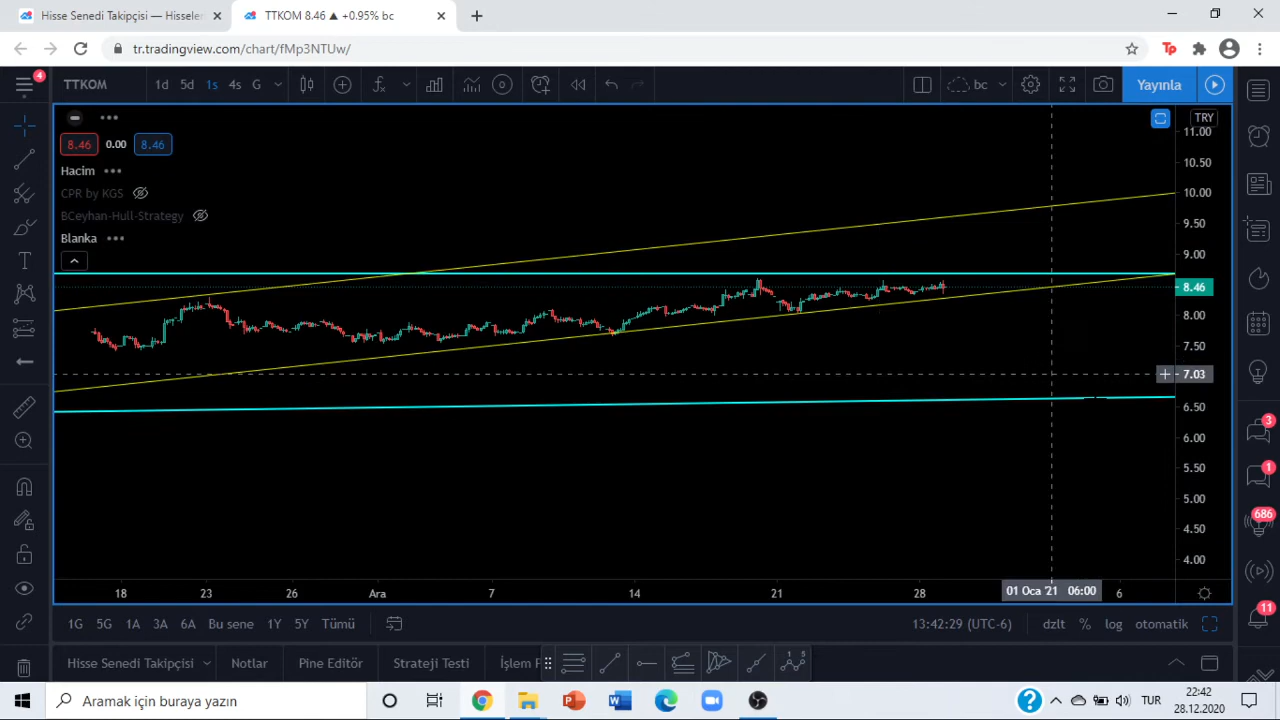 Hisse Senedi Takipçisi — Hisseler
TTKOM 8.46 ▲ +0.95% bc
tr.tradingview.com/chart/fMp3NTUw/
4
TTKOM 1d 5d 1s 4s G bc Yayınla
TRY
8.46 0.00 8.46
Hacim
CPR by KGS
BCeyhan-Hull-Strategy
Blanka
11.00
10.50
10.00
9.50
9.00
8.46
8.00
7.50
7.03
6.50
6.00
5.50
5.00
4.50
4.00
3
1
686
11
18 23 26 Ara 7 14 21 28 01 Oca '21 06:00 6
1G 5G 1A 3A 6A Bu sene 1Y 5Y Tümü 13:42:29 (UTC-6) dzlt % log otomatik
Hisse Senedi Takipçisi Notlar Pine Editör Strateji Testi İşlem
Aramak için buraya yazın
TUR
22:42
28.12.2020